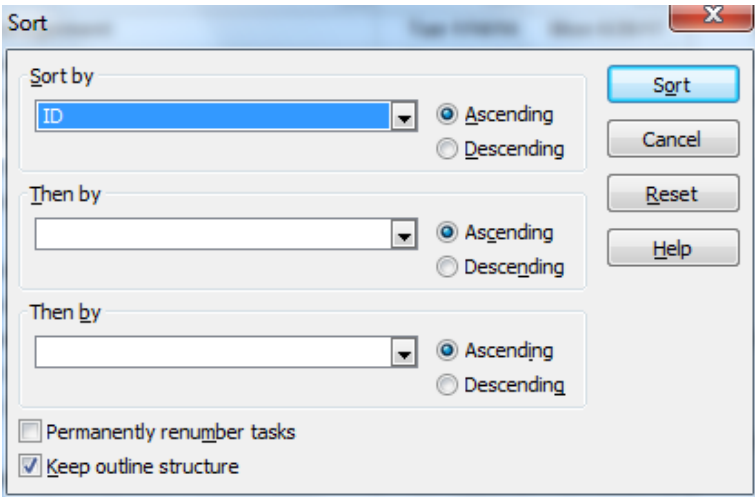 Sort
Sort by
ID
Ascending
Descending
Sort
Cancel
Reset
Help
Then by
Ascending
Descending
Then by
Ascending
Descending
Permanently renumber tasks
Keep outline structure